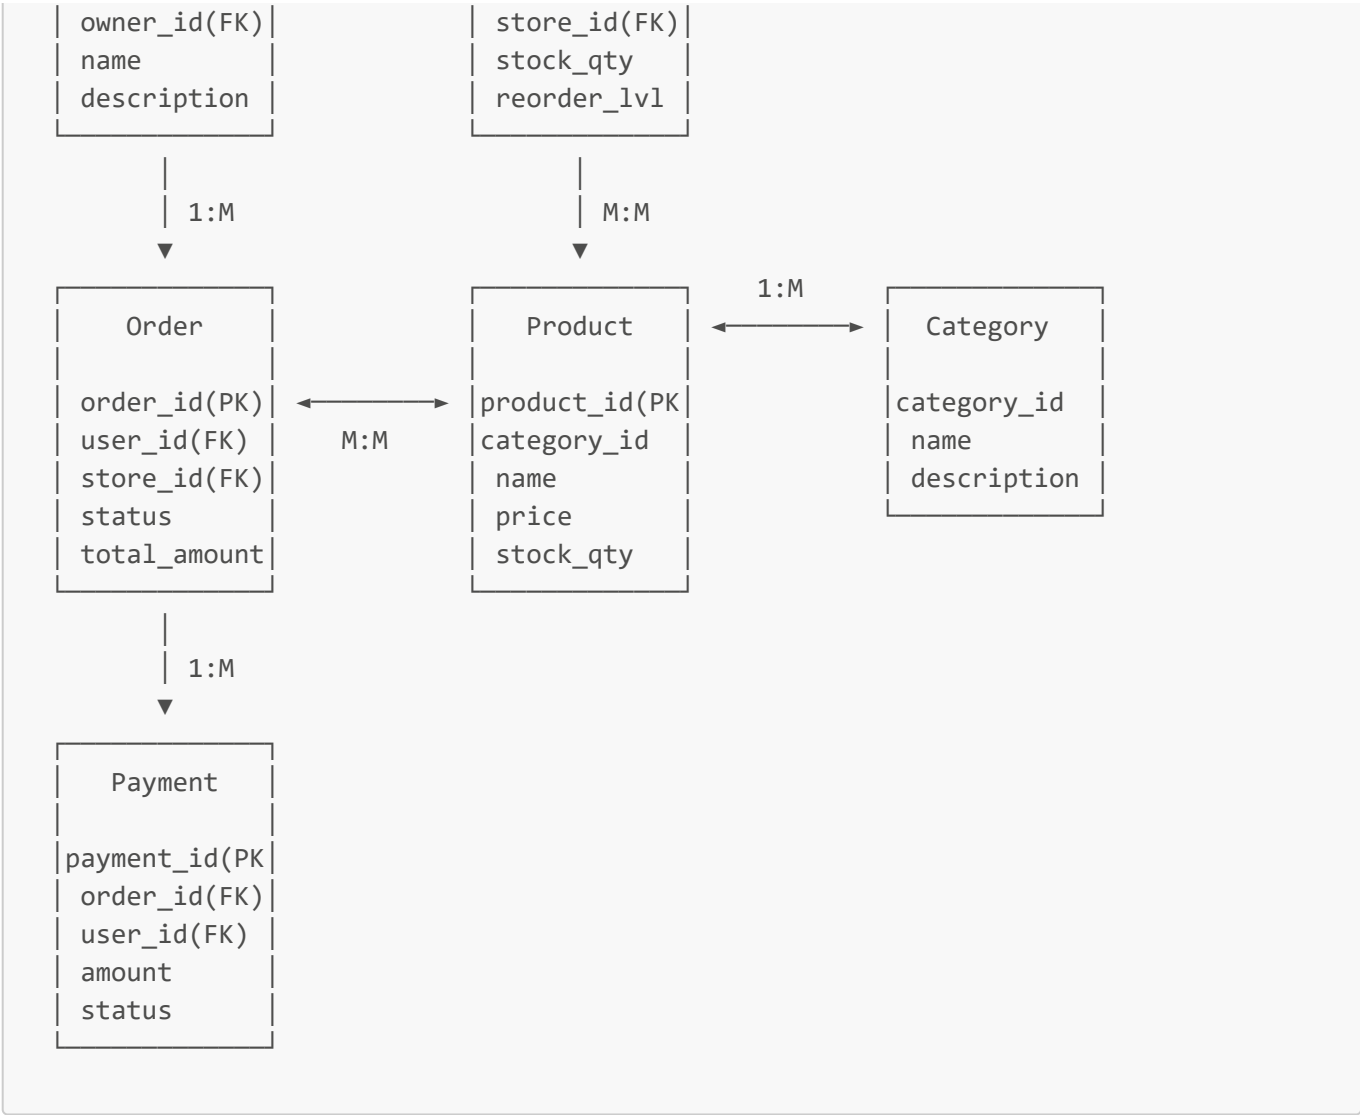 owner_id(FK) store_id(FK)
name stock_qty
description reorder_lvl
1:M M:M
1:M
Order Product Category
order_id(PK) product_id(PK category_id
user_id(FK) M:M category_id name
store_id(FK) name description
status price
total_amount stock_qty
1:M
Payment
payment_id(PK
order_id(FK)
user_id(FK)
amount
status